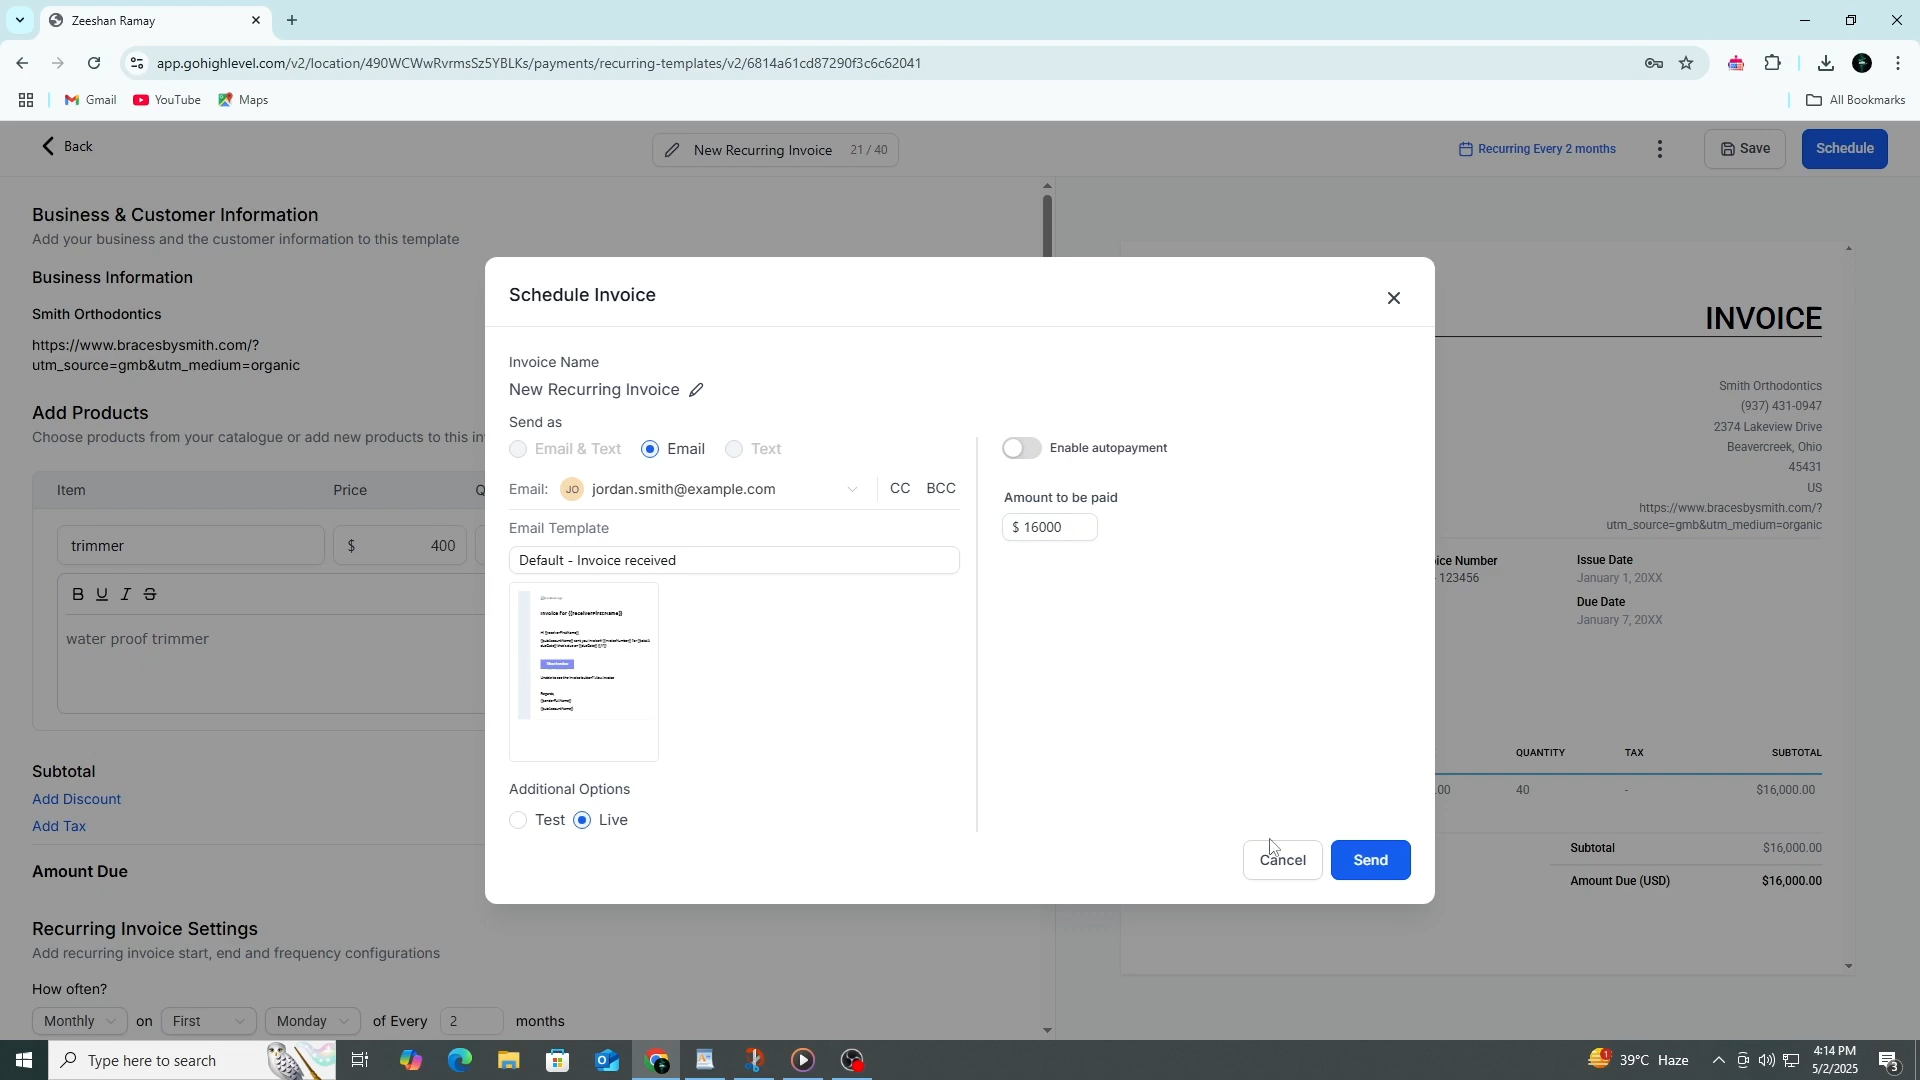 Zeeshan Ramay
app.gohighlevel.com/v2/location/490WCWwRvrmsSz5YBLKs/payments/recurring-templates/v2/6814a61cd87290f3c6c62041
Gmail YouTube Maps All Bookmarks
Back New Recurring Invoice 21 / 40 Recurring Every 2 months Save Schedule
Business & Customer Information
Add your business and the customer information to this template
Business Information
Smith Orthodontics
https://www.bracesbysmith.com/?
utm_source=gmb&utm_medium=organic
Add Products
Choose products from your catalogue or add new products to this in
Item Price Q
trimmer $ 400
B U I S
water proof trimmer
Subtotal
Add Discount
Add Tax
Amount Due
Recurring Invoice Settings
Add recurring invoice start, end and frequency configurations
How often?
Monthly on First Monday of Every 2 months
Schedule Invoice
Invoice Name
New Recurring Invoice
Send as
Email & Text Email Text
Email: JO jordan.smith@example.com CC BCC
Email Template
Default - Invoice received
Invoice for {{receiverFirstName}}
Additional Options
Test Live
Enable autopayment
Amount to be paid
$ 16000
Cancel Send
INVOICE
Smith Orthodontics
(937) 431-0947
2374 Lakeview Drive
Beavercreek, Ohio
45431
US
https://www.bracesbysmith.com/?
utm_source=gmb&utm_medium=organic
ice Number Issue Date
- 123456 January 1, 20XX
Due Date
January 7, 20XX
QUANTITY TAX SUBTOTAL
.00 40 - $16,000.00
Subtotal $16,000.00
Amount Due (USD) $16,000.00
Type here to search
1 39°C Haze 4:14 PM
5/2/2025 3